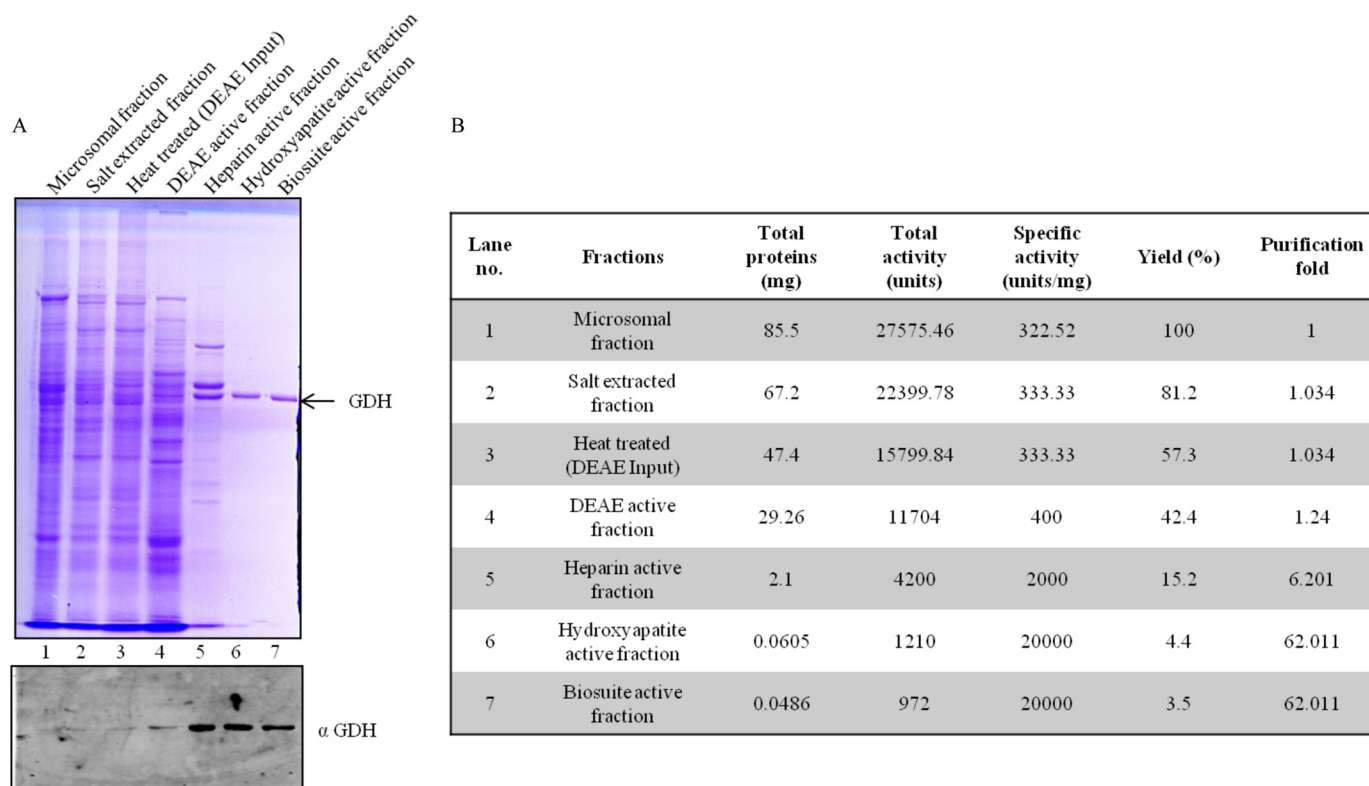 A
Microsomal fraction
Salt extracted fraction
Heat treated (DEAE Input)
DEAE active fraction
Heparin active fraction
Hydroxyapatite active fraction
Biosuite active fraction
GDH
1 2 3 4 5 6 7
α GDH
B
Lane no. Fractions Total proteins (mg) Total activity (units) Specific activity (units/mg) Yield (%) Purification fold
1 Microsomal fraction 85.5 27575.46 322.52 100 1
2 Salt extracted fraction 67.2 22399.78 333.33 81.2 1.034
3 Heat treated (DEAE Input) 47.4 15799.84 333.33 57.3 1.034
4 DEAE active fraction 29.26 11704 400 42.4 1.24
5 Heparin active fraction 2.1 4200 2000 15.2 6.201
6 Hydroxyapatite active fraction 0.0605 1210 20000 4.4 62.011
7 Biosuite active fraction 0.0486 972 20000 3.5 62.011